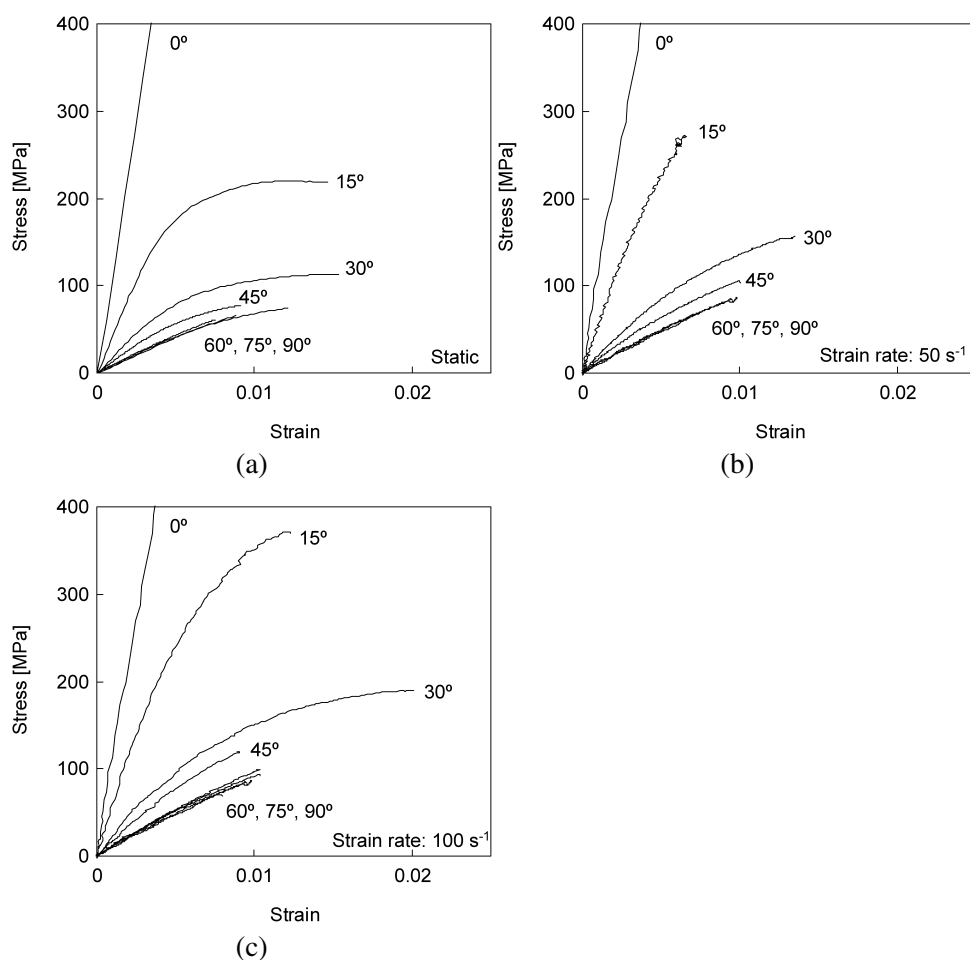 400
300
200
100
0
Stress [MPa]
0º
15º
30º
45º
60º, 75º, 90º
Static
0
0.01
0.02
Strain
(a)
400
300
200
100
0
Stress [MPa]
0º
15º
30º
45º
60º, 75º, 90º
Strain rate: 50 s⁻¹
0
0.01
0.02
Strain
(b)
400
300
200
100
0
Stress [MPa]
0º
15º
30º
45º
60º, 75º, 90º
Strain rate: 100 s⁻¹
0
0.01
0.02
Strain
(c)